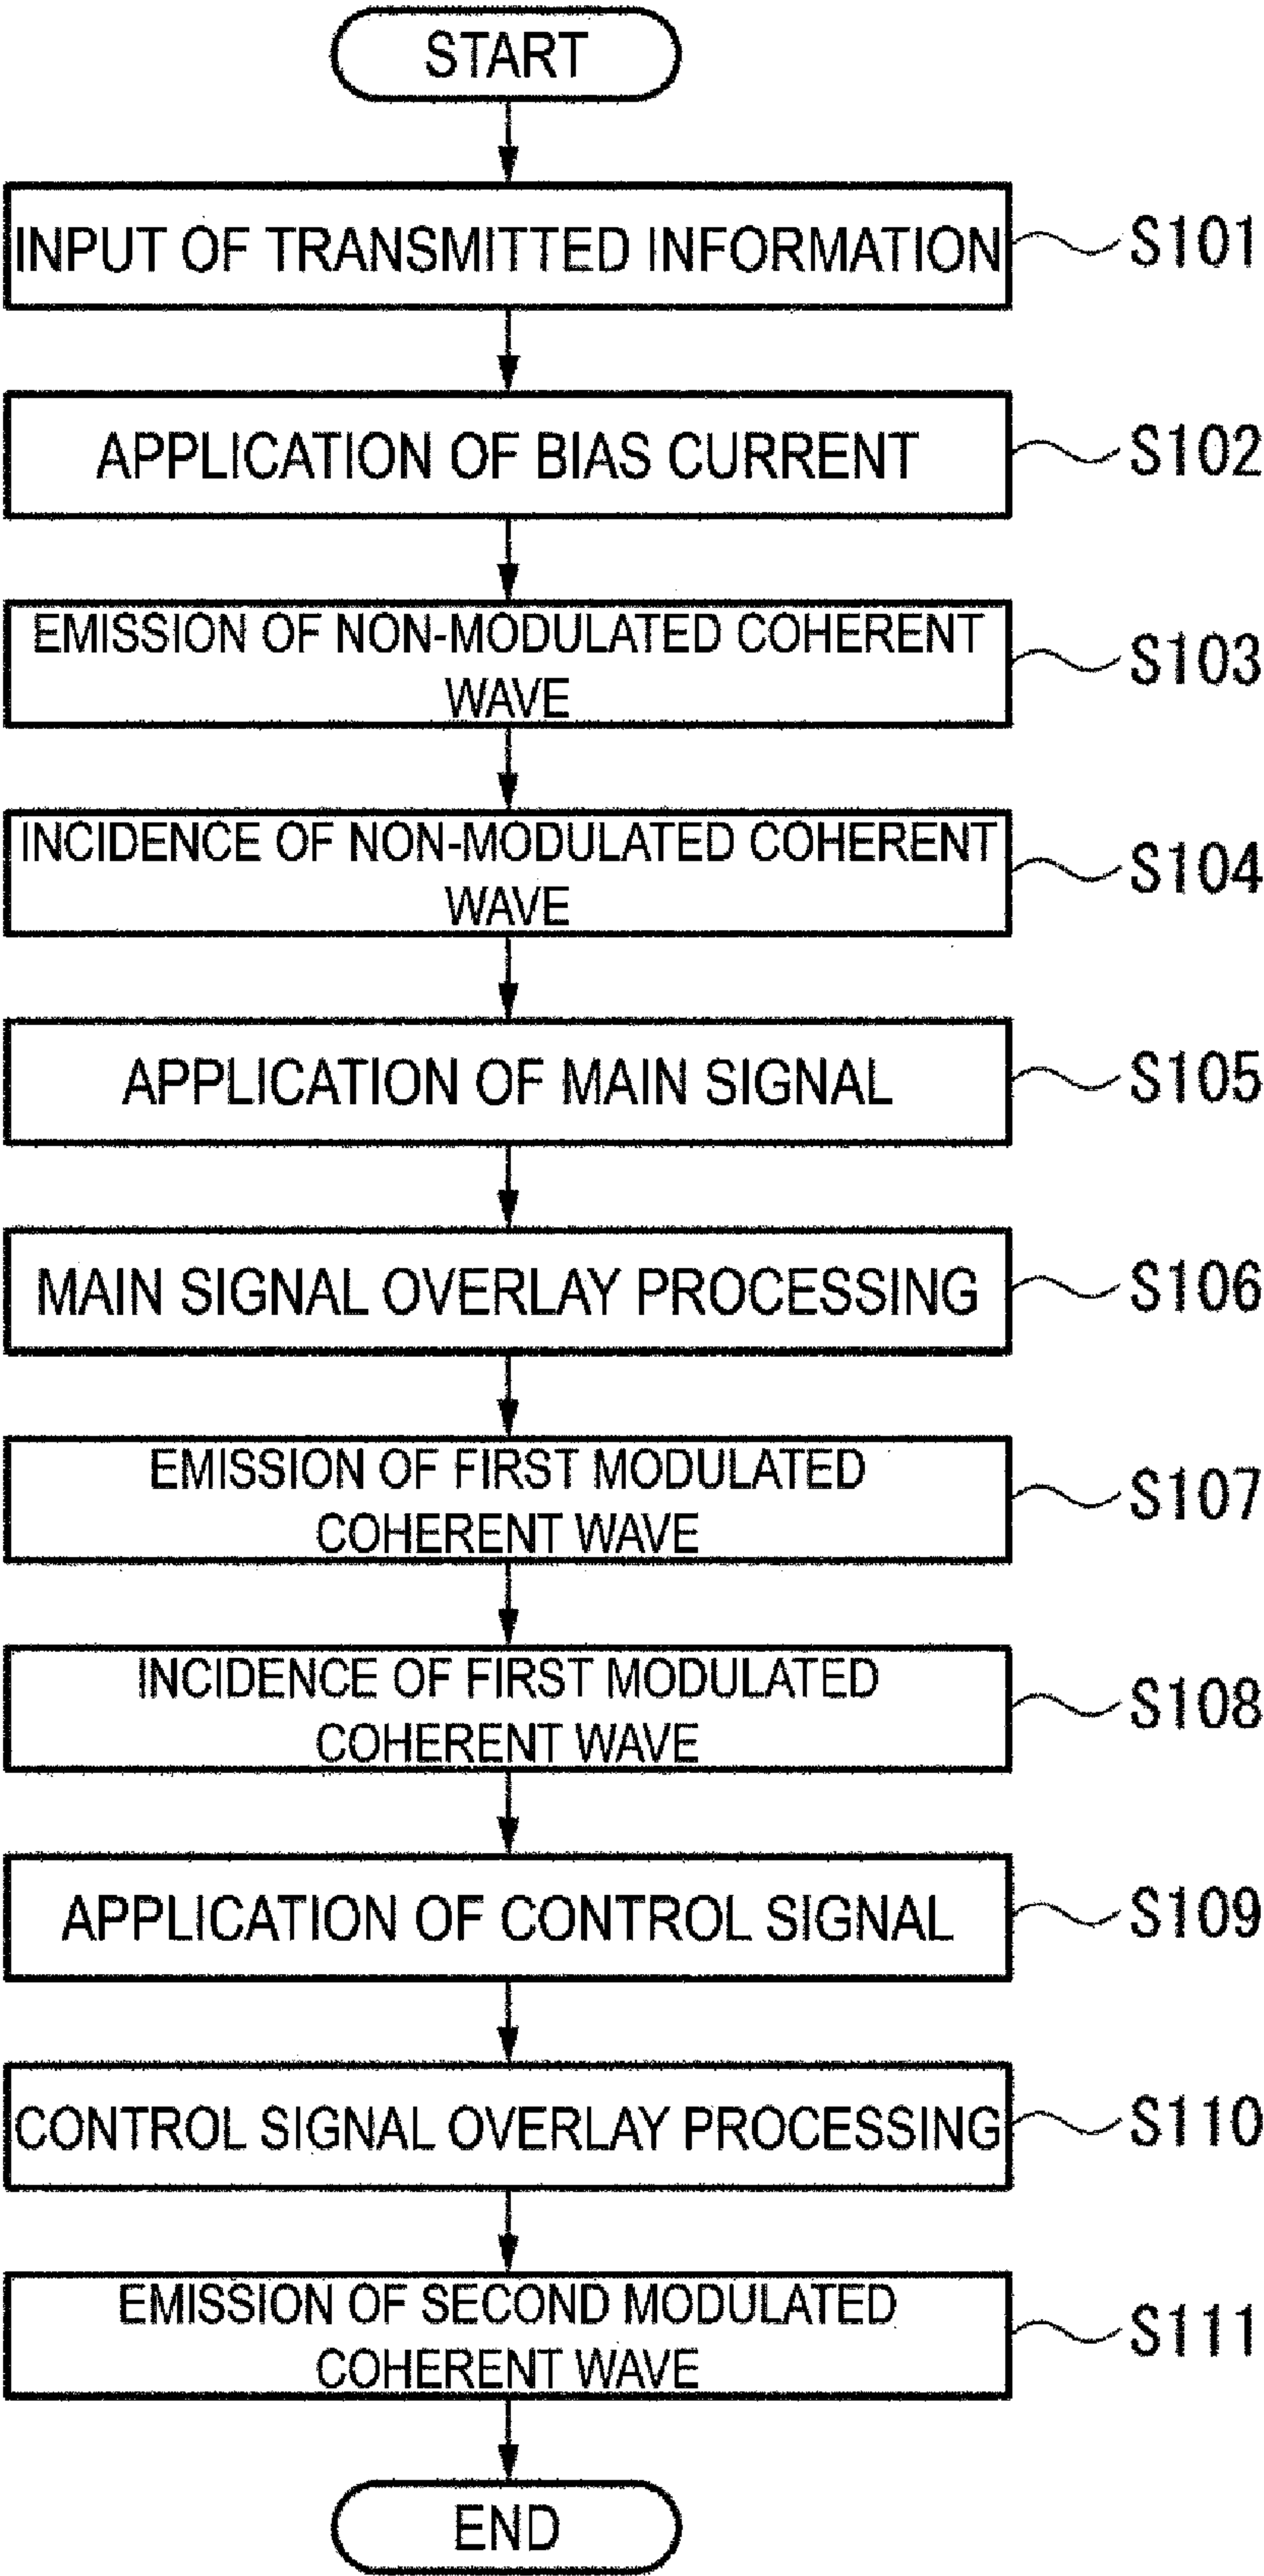 START
INPUT OF TRANSMITTED INFORMATION
S101
APPLICATION OF BIAS CURRENT
S102
EMISSION OF NON-MODULATED COHERENT
WAVE
S103
INCIDENCE OF NON-MODULATED COHERENT
WAVE
S104
APPLICATION OF MAIN SIGNAL
S105
MAIN SIGNAL OVERLAY PROCESSING
S106
EMISSION OF FIRST MODULATED
COHERENT WAVE
S107
INCIDENCE OF FIRST MODULATED
COHERENT WAVE
S108
APPLICATION OF CONTROL SIGNAL
S109
CONTROL SIGNAL OVERLAY PROCESSING
S110
EMISSION OF SECOND MODULATED
COHERENT WAVE
S111
END